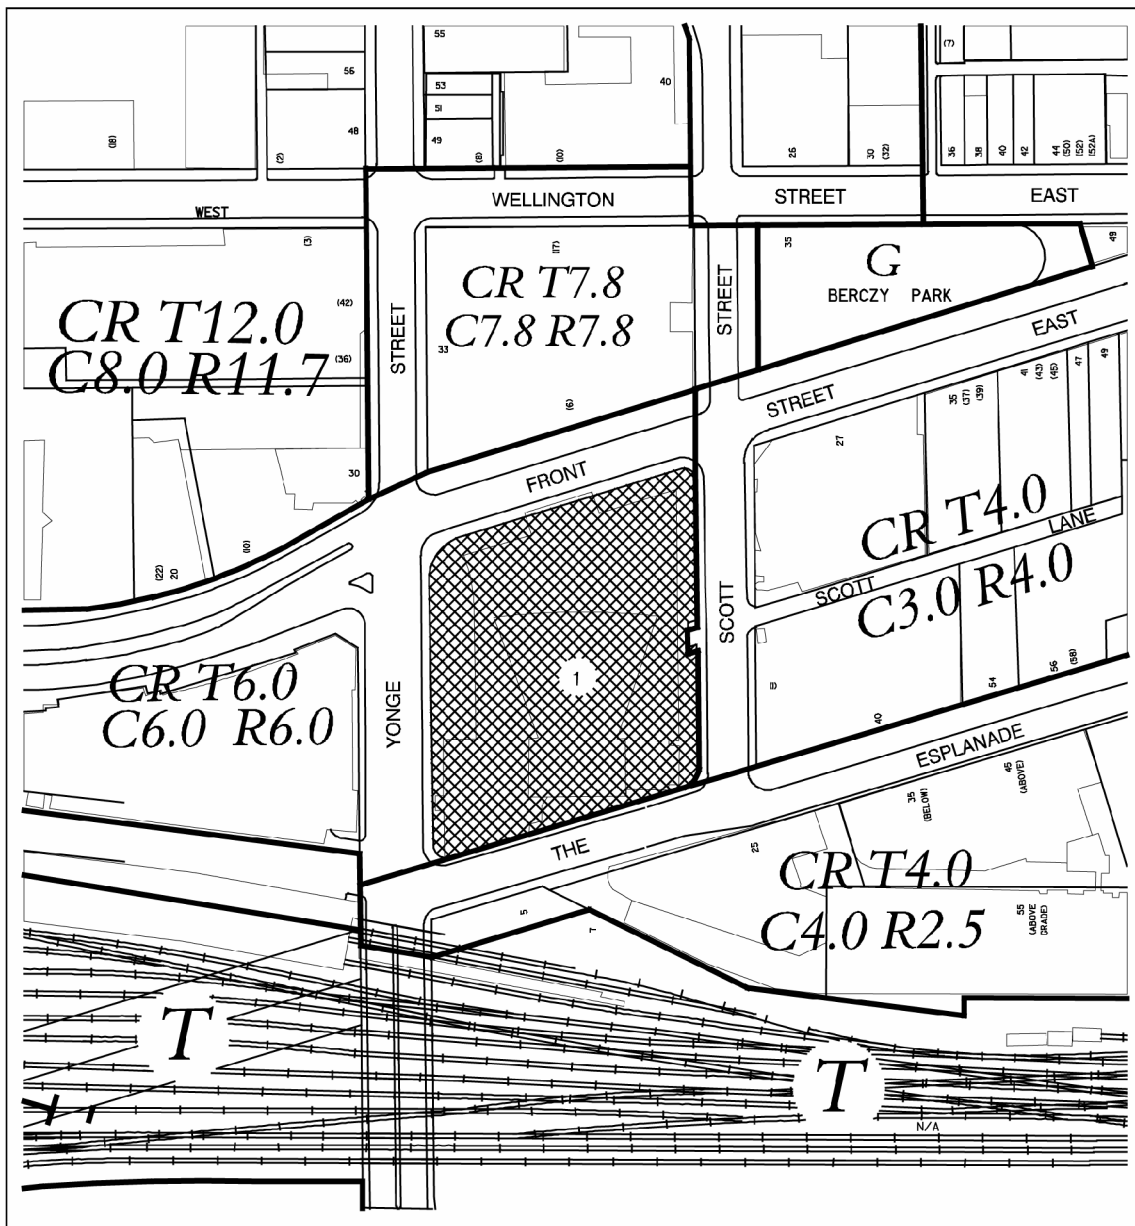 55
56
53
51
48
49
40
(18)
(2)
(8)
(10)
26
30
(32)
(7)
36
38
40
42
44
(50)
(52)
(52A)
WEST
WELLINGTON
STREET
EAST
(3)
(17)
35
49
G
BERCZY PARK
CR T12.0
C8.0 R11.7
(42)
(36)
CR T7.8
C7.8 R7.8
33
(6)
STREET
STREET
EAST
STREET
41
(43)
(45)
47
49
35
(37)
(39)
27
30
FRONT
(10)
(22)
20
CR T4.0
C3.0 R4.0
SCOTT
LANE
SCOTT
CR T6.0
C6.0 R6.0
YONGE
1
54
56
(58)
40
THE
ESPLANADE
35
(BELOW)
45
(ABOVE)
25
CR T4.0
C4.0 R2.5
55
(ABOVE
GRADE)
5
7
T
T
N/A